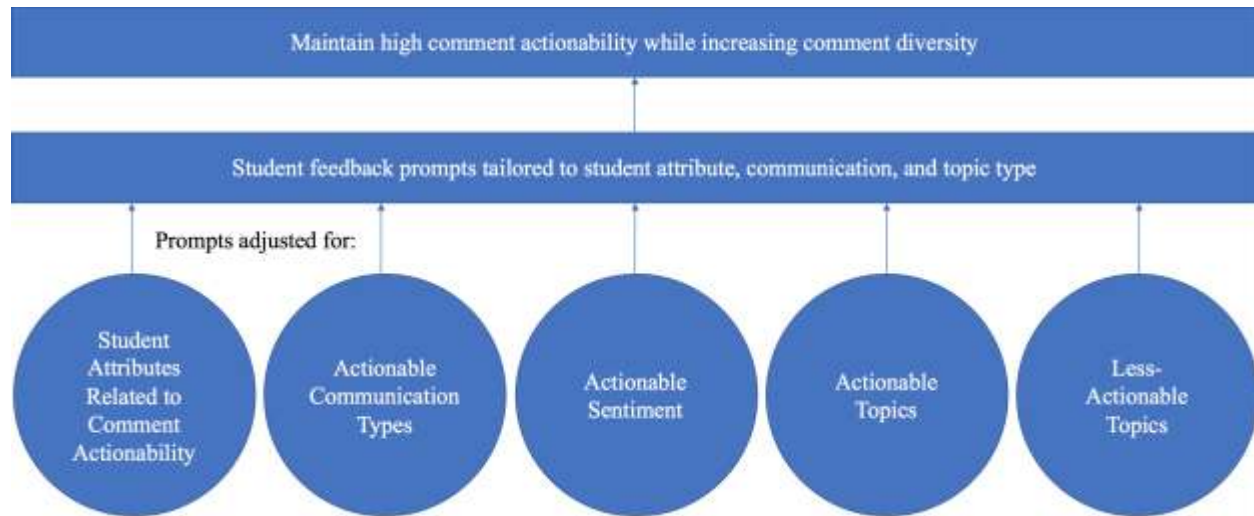 Maintain high comment actionability while increasing comment diversity
Student feedback prompts tailored to student attribute, communication, and topic type
Prompts adjusted for:
Student
Attributes
Related to
Comment
Actionability
Actionable
Communication
Types
Actionable
Sentiment
Actionable
Topics
Less-
Actionable
Topics